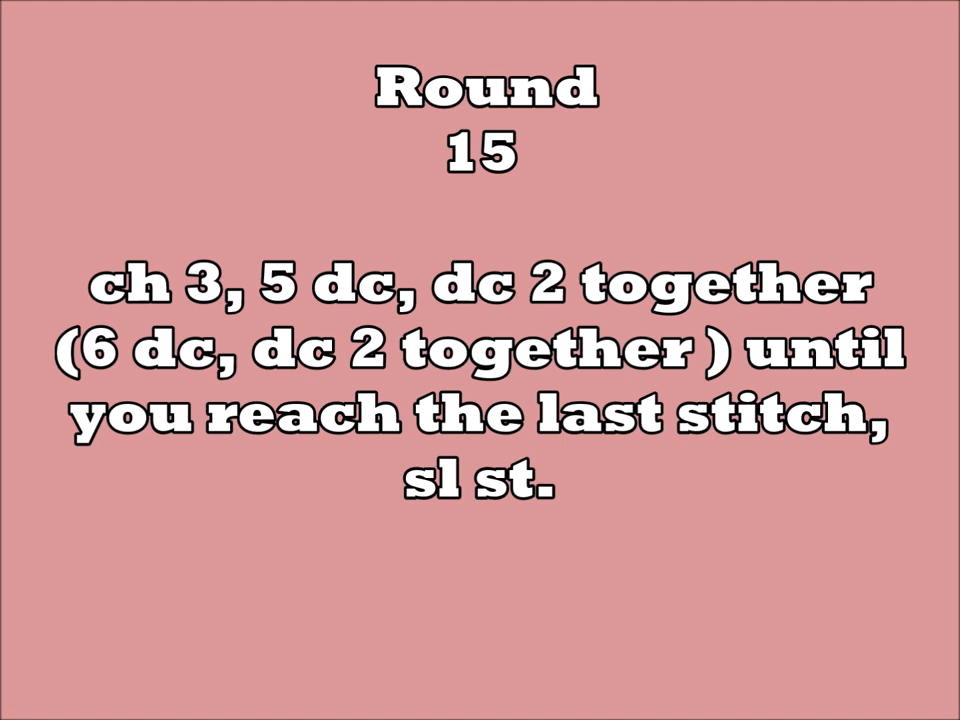 Round
15
ch 3, 5 dc, dc 2 together
(6 dc, dc 2 together ) until
you reach the last stitch,
sl st.